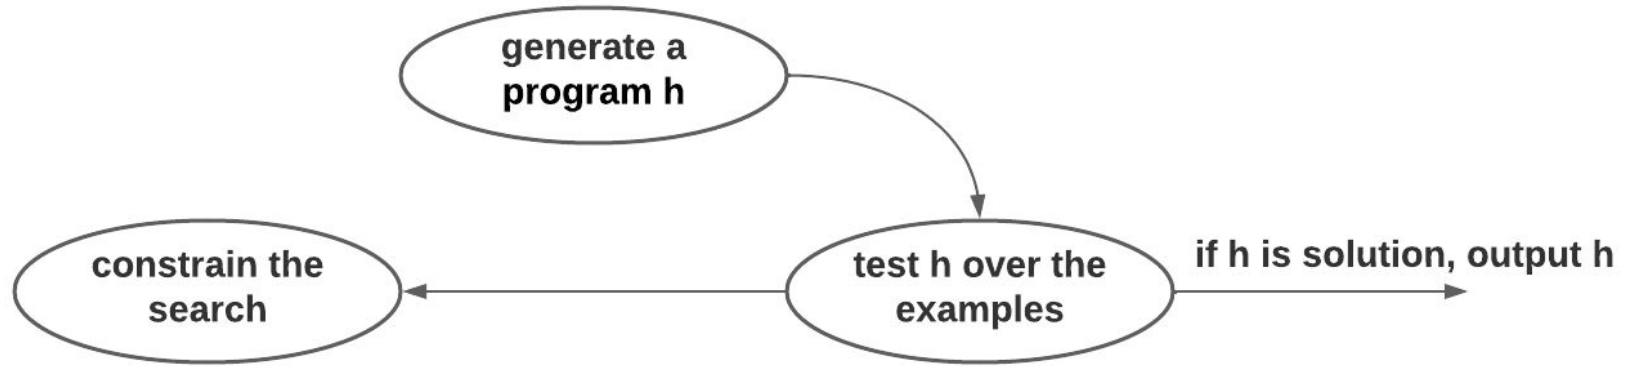 generate a
program h
constrain the
search
test h over the
examples
if h is solution, output h